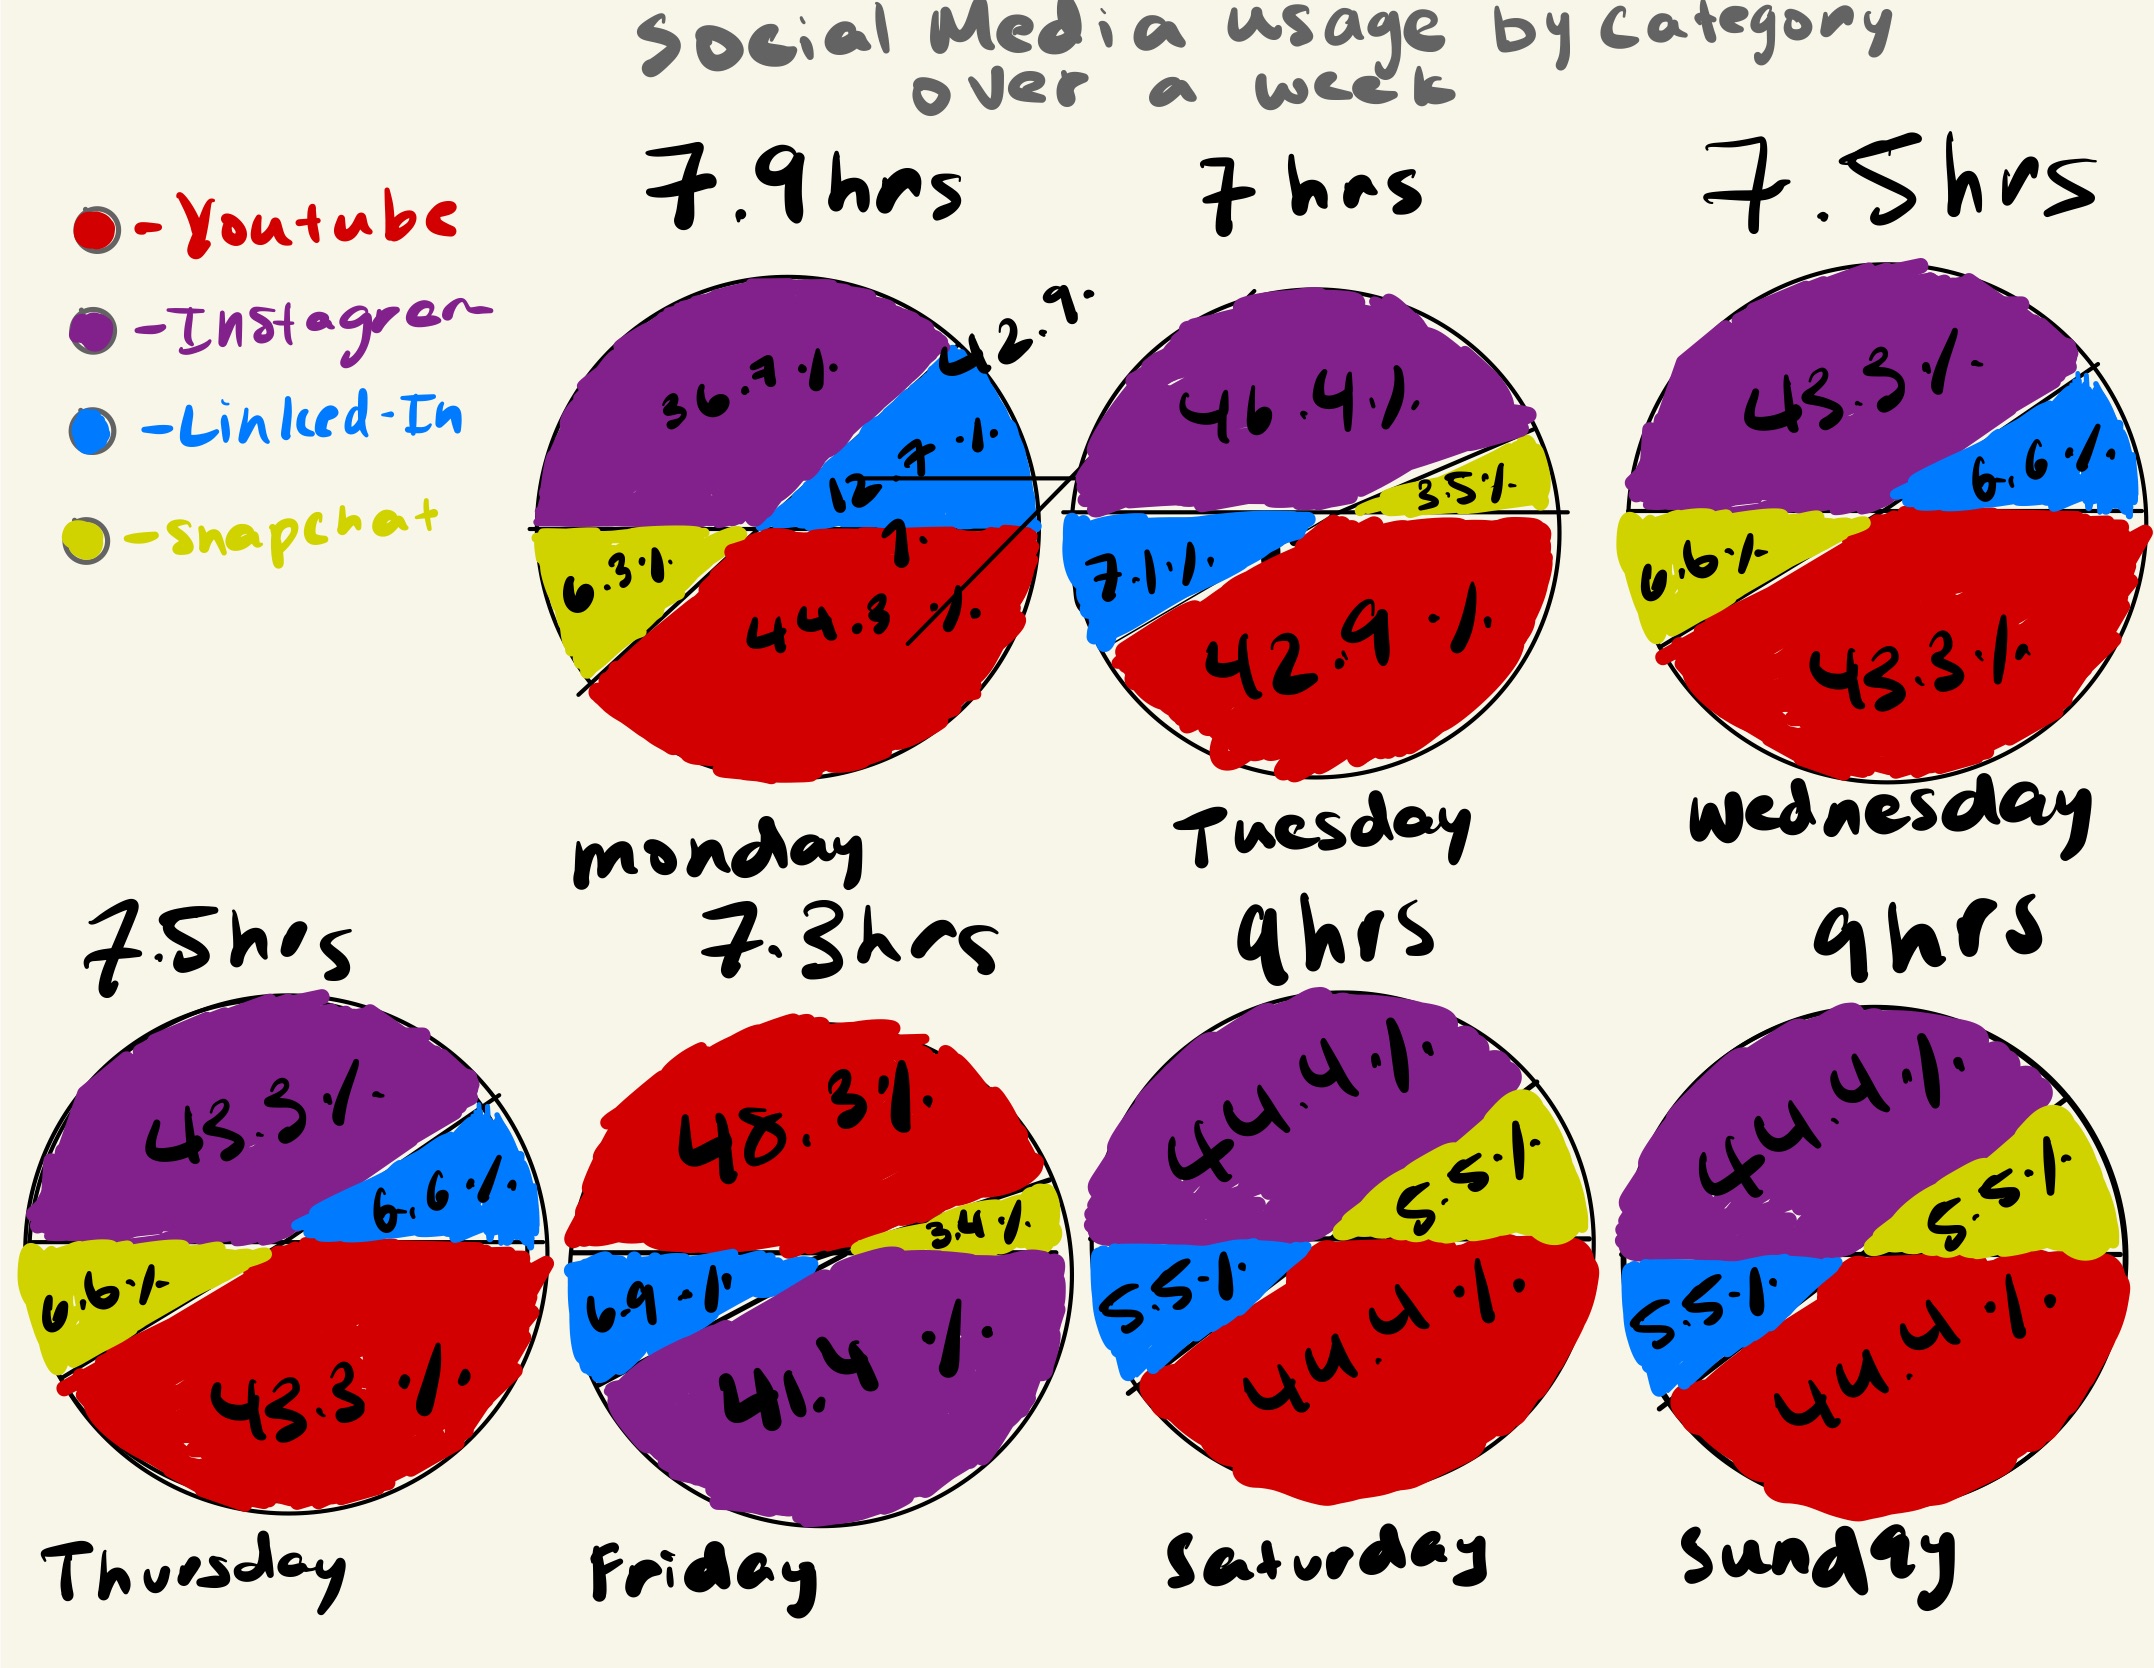 Social Media usage by Category
over a week
- Youtube
- Instagram
- Linked-In
- snapchat
7.9hrs
7 hrs
7.5hrs
36.7%
42.9.
12.7%
6.3%
44.3%
46.4%
3.5%
7.1%
42.9%
43.3%
6.6%
6.6%
43.3%
monday
Tuesday
Wednesday
7.5hrs
7.3hrs
9hrs
9hrs
43.3%
6.6%
6.6%
43.3%
48.3%
3.4%
6.9%
41.4%
44.4%
5.5%
5.5%
44.4%
44.4%
5.5%
5.5%
44.4%
Thursday
Friday
Saturday
Sunday